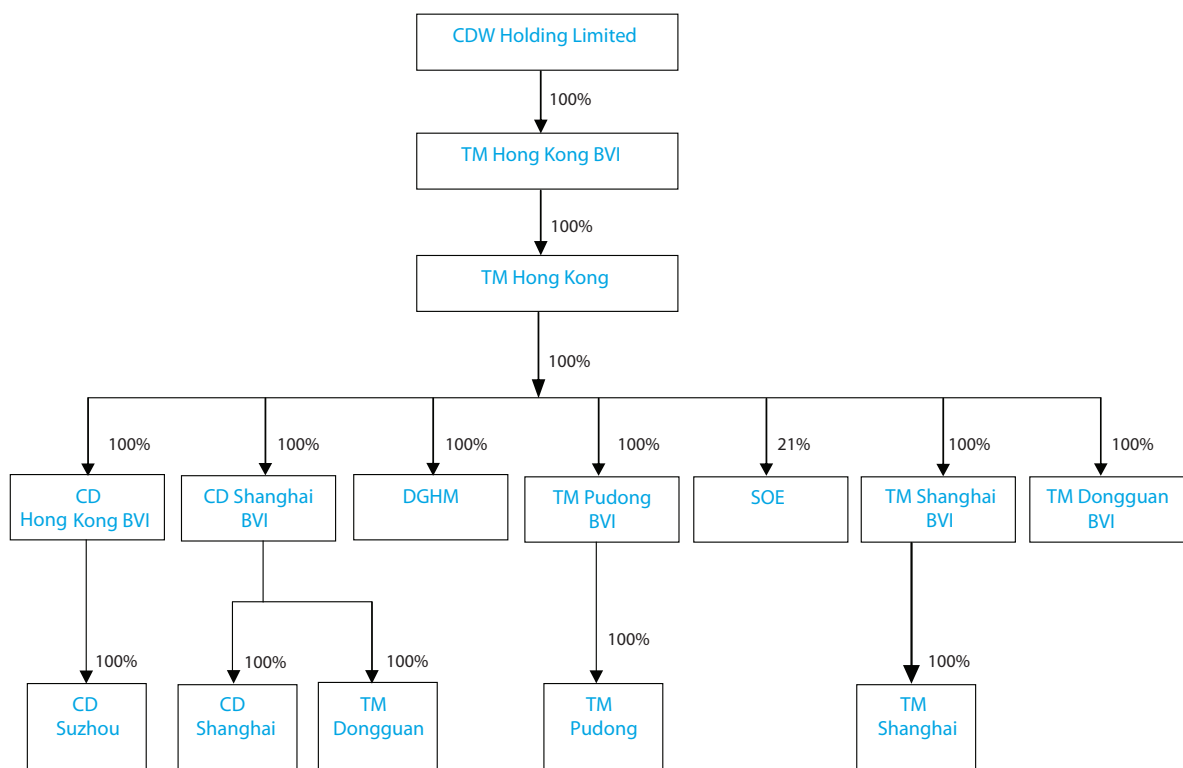 CDW Holding Limited
100%
TM Hong Kong BVI
100%
TM Hong Kong
100%
100%
100%
100%
100%
21%
100%
100%
CD
Hong Kong BVI
CD Shanghai
BVI
DGHM
TM Pudong
BVI
SOE
TM Shanghai
BVI
TM Dongguan
BVI
100%
100%
100%
100%
100%
CD
Suzhou
CD
Shanghai
TM
Dongguan
TM
Pudong
TM
Shanghai